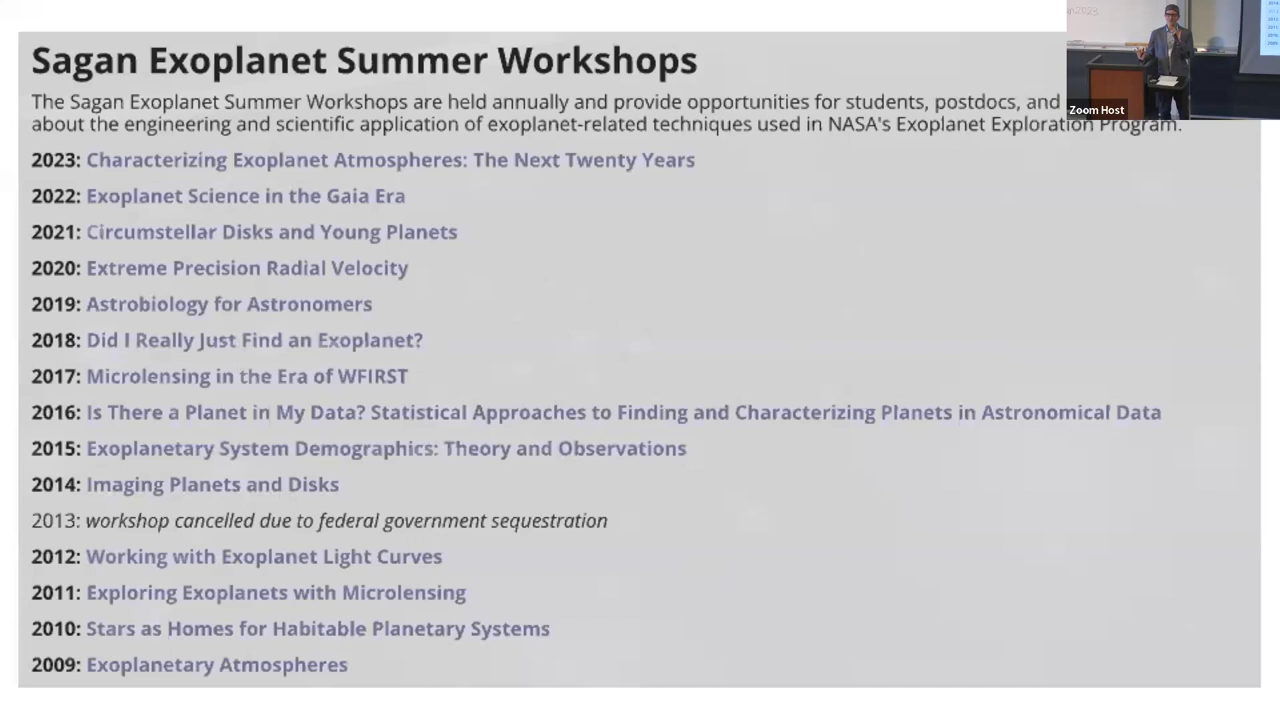 Sagan Exoplanet Summer Workshops
The Sagan Exoplanet Summer Workshops are held annually and provide opportunities for students, postdocs, and
about the engineering and scientific application of exoplanet-related techniques used in NASA's Exoplanet Exploration Program.
2023: Characterizing Exoplanet Atmospheres: The Next Twenty Years
2022: Exoplanet Science in the Gaia Era
2021: Circumstellar Disks and Young Planets
2020: Extreme Precision Radial Velocity
2019: Astrobiology for Astronomers
2018: Did I Really Just Find an Exoplanet?
2017: Microlensing in the Era of WFIRST
2016: Is There a Planet in My Data? Statistical Approaches to Finding and Characterizing Planets in Astronomical Data
2015: Exoplanetary System Demographics: Theory and Observations
2014: Imaging Planets and Disks
2013: workshop cancelled due to federal government sequestration
2012: Working with Exoplanet Light Curves
2011: Exploring Exoplanets with Microlensing
2010: Stars as Homes for Habitable Planetary Systems
2009: Exoplanetary Atmospheres
Zoom Host